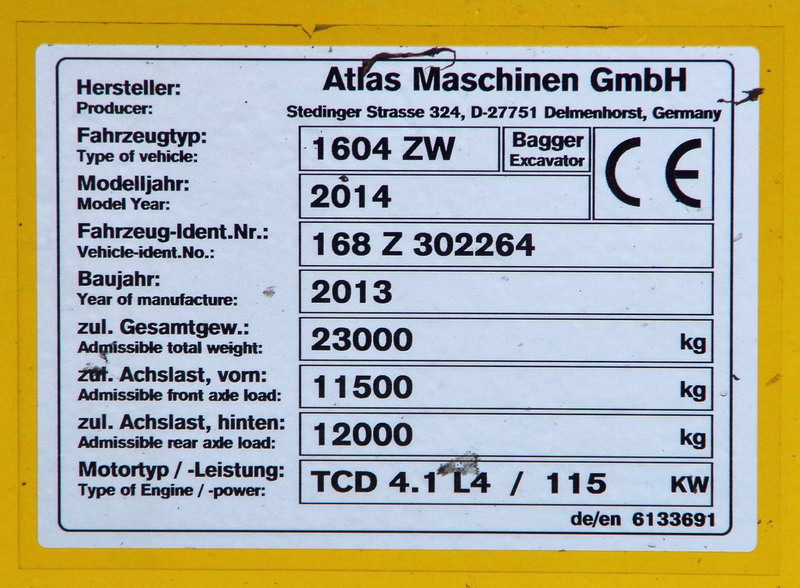 Hersteller: Atlas Maschinen GmbH
Producer: Stedinger Strasse 324, D-27751 Delmenhorst, Germany
Fahrzeugtyp:
Type of vehicle:
1604 ZW
Bagger
Excavator
CE
Modelljahr:
Model Year:
2014
Fahrzeug-Ident.Nr.:
Vehicle-ident.No.:
168 Z 302264
Baujahr:
Year of manufacture:
2013
zul. Gesamtgew.:
Admissible total weight:
23000 kg
zul. Achslast, vorn:
Admissible front axle load:
11500 kg
zul. Achslast, hinten:
Admissible rear axle load:
12000 kg
Motortyp / -Leistung:
Type of Engine / -power:
TCD 4.1 L4 / 115 KW
de/en 6133691